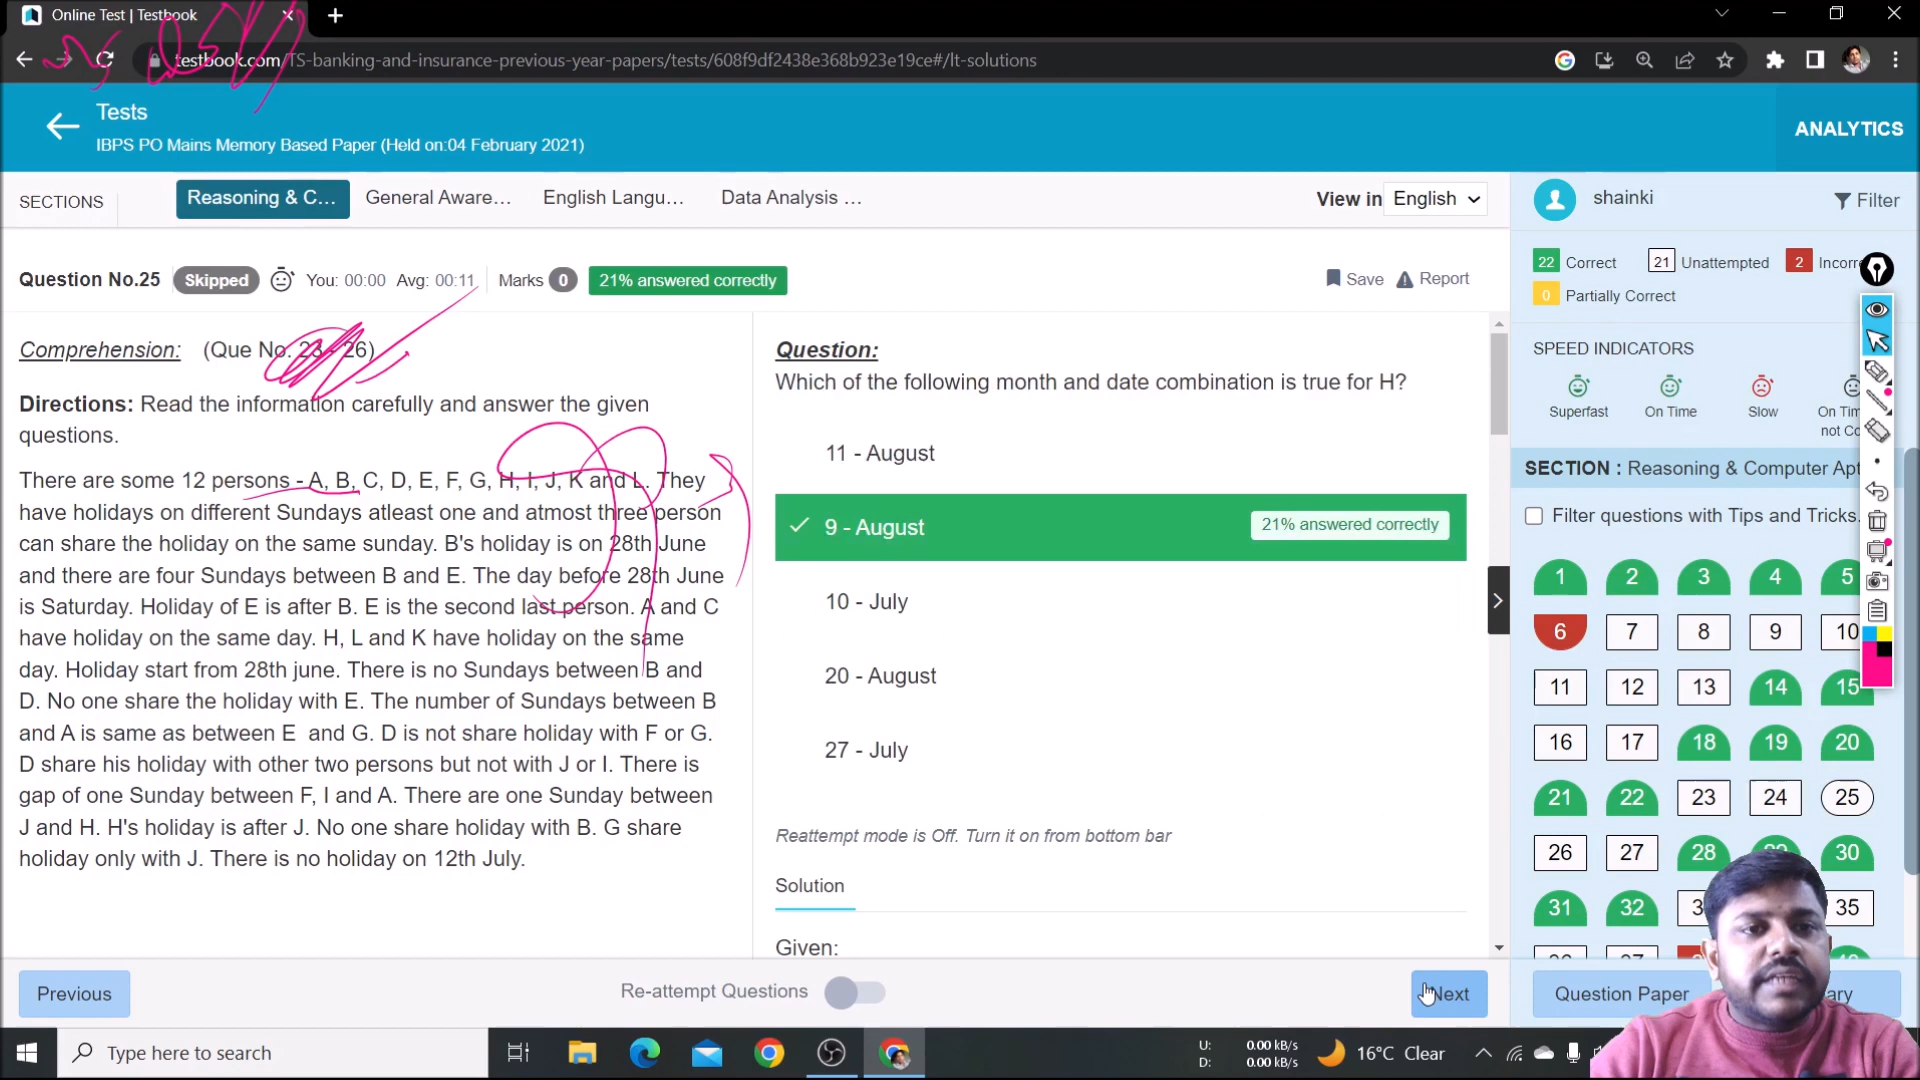 Online Test | Testbook
testbook.com/TS-banking-and-insurance-previous-year-papers/tests/608f9df2438e368b923e19ce#/lt-solutions
Tests
IBPS PO Mains Memory Based Paper (Held on:04 February 2021)
ANALYTICS
SECTIONS
Reasoning & C...
General Aware...
English Langu...
Data Analysis ...
View in English
shainki
Filter
Question No.25 Skipped You: 00:00 Avg: 00:11 Marks 0 21% answered correctly
Save Report
22 Correct 21 Unattempted 2 Incorre
0 Partially Correct
Comprehension: (Que No. 23 - 26)
Directions: Read the information carefully and answer the given
questions.
There are some 12 persons - A, B, C, D, E, F, G, H, I, J, K and L. They
have holidays on different Sundays atleast one and atmost three person
can share the holiday on the same sunday. B's holiday is on 28th June
and there are four Sundays between B and E. The day before 28th June
is Saturday. Holiday of E is after B. E is the second last person. A and C
have holiday on the same day. H, L and K have holiday on the same
day. Holiday start from 28th june. There is no Sundays between B and
D. No one share the holiday with E. The number of Sundays between B
and A is same as between E and G. D is not share holiday with F or G.
D share his holiday with other two persons but not with J or I. There is
gap of one Sunday between F, I and A. There are one Sunday between
J and H. H's holiday is after J. No one share holiday with B. G share
holiday only with J. There is no holiday on 12th July.
Question:
Which of the following month and date combination is true for H?
11 - August
9 - August
21% answered correctly
10 - July
20 - August
27 - July
Reattempt mode is Off. Turn it on from bottom bar
Solution
Given:
SPEED INDICATORS
Superfast On Time Slow On Tim
not Co
SECTION : Reasoning & Computer Apt
Filter questions with Tips and Tricks.
1 2 3 4 5
6 7 8 9 10
11 12 13 14 15
16 17 18 19 20
21 22 23 24 25
26 27 28 30
31 32 35
Previous
Re-attempt Questions
Next
Question Paper
Type here to search
U: 0.00 kB/s
D: 0.00 kB/s
16°C Clear